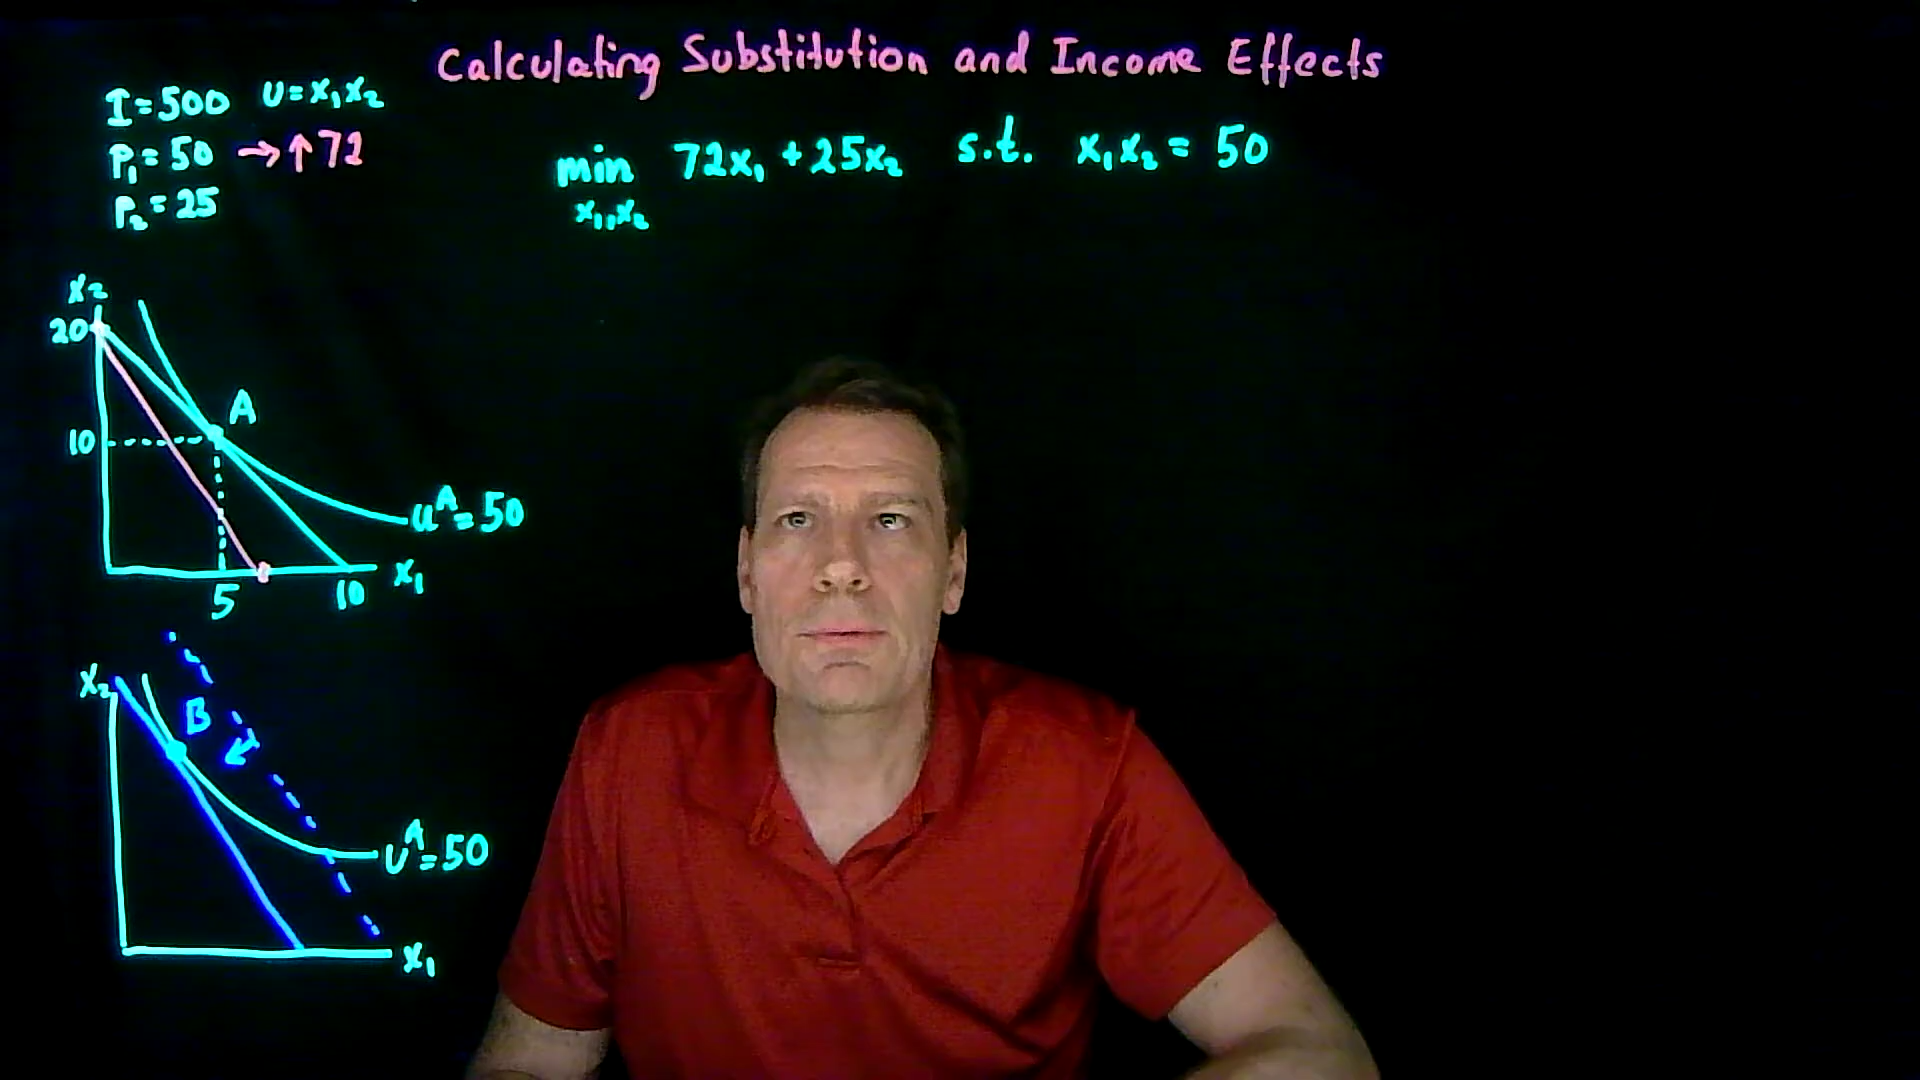 Calculating Substitution and Income Effects
I=500 U=x₁x₂
P₁=50 →↑72
P₂=25
min 72x₁+25x₂ s.t. x₁x₂=50
x₁,x₂
x₂
20
A
10
u^A=50
5
10
x₁
x₂
B
U^A=50
x₁